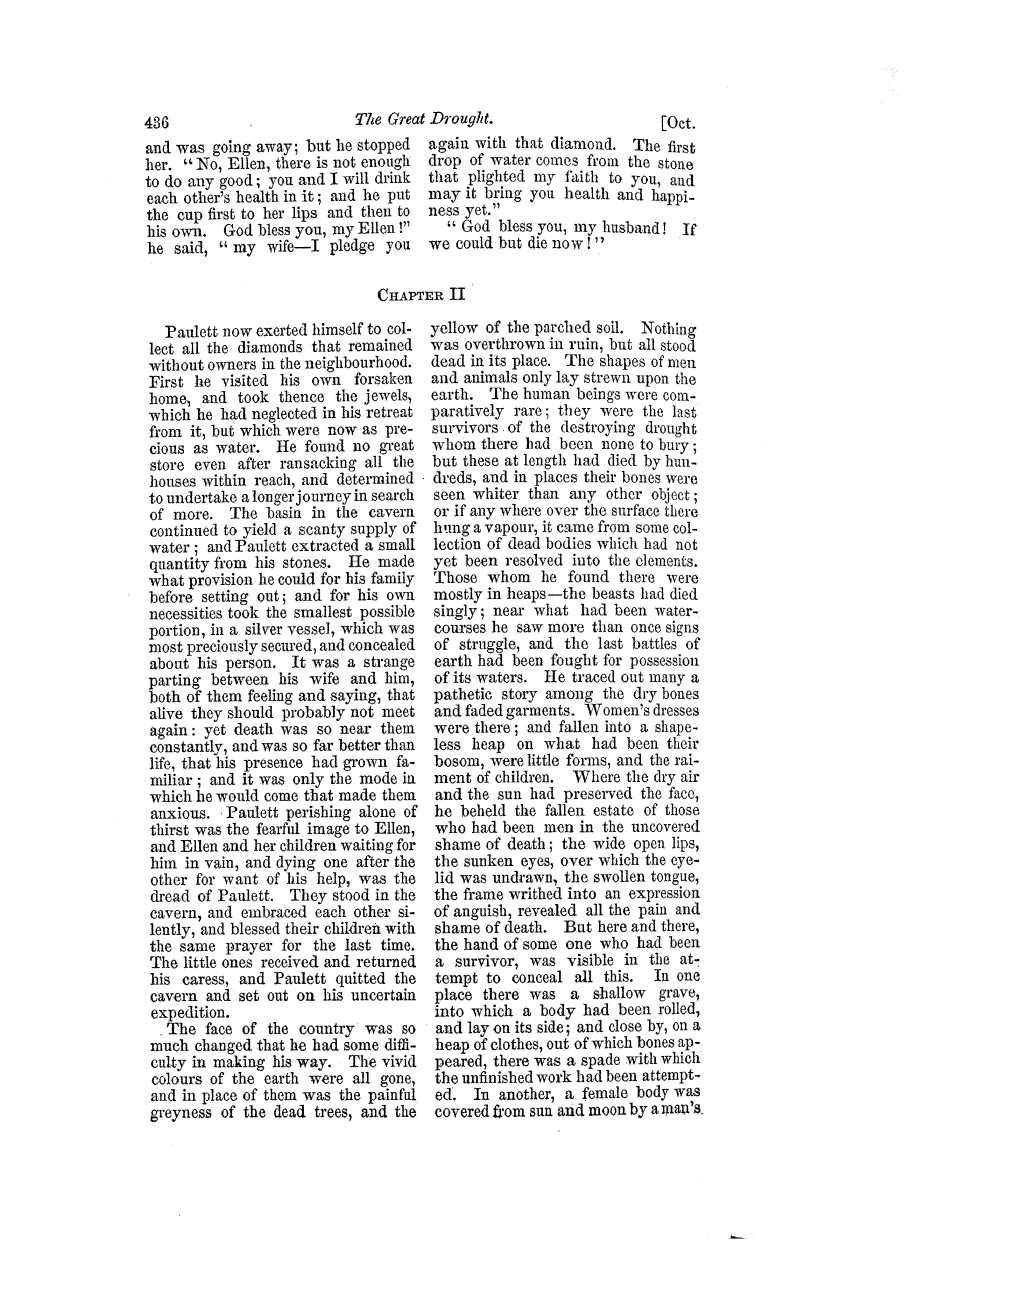 436 The Great Drought. [Oct.
and was going away; but he stopped
her. "No, Ellen, there is not enough
to do any good; you and I will drink
each other's health in it; and he put
the cup first to her lips and then to
his own. God bless you, my Ellen!"
he said, "my wife—I pledge you
again with that diamond. The first
drop of water comes from the stone
that plighted my faith to you, and
may it bring you health and happi-
ness yet."
"God bless you, my husband! If
we could but die now!"
CHAPTER II
Paulett now exerted himself to col-
lect all the diamonds that remained
without owners in the neighbourhood.
First he visited his own forsaken
home, and took thence the jewels,
which he had neglected in his retreat
from it, but which were now as pre-
cious as water. He found no great
store even after ransacking all the
houses within reach, and determined
to undertake a longer journey in search
of more. The basin in the cavern
continued to yield a scanty supply of
water; and Paulett extracted a small
quantity from his stones. He made
what provision he could for his family
before setting out; and for his own
necessities took the smallest possible
portion, in a silver vessel, which was
most preciously secured, and concealed
about his person. It was a strange
parting between his wife and him,
both of them feeling and saying, that
alive they should probably not meet
again: yet death was so near them
constantly, and was so far better than
life, that his presence had grown fa-
miliar; and it was only the mode in
which he would come that made them
anxious. Paulett perishing alone of
thirst was the fearful image to Ellen,
and Ellen and her children waiting for
him in vain, and dying one after the
other for want of his help, was the
dread of Paulett. They stood in the
cavern, and embraced each other si-
lently, and blessed their children with
the same prayer for the last time.
The little ones received and returned
his caress, and Paulett quitted the
cavern and set out on his uncertain
expedition.
The face of the country was so
much changed that he had some diffi-
culty in making his way. The vivid
colours of the earth were all gone,
and in place of them was the painful
greyness of the dead trees, and the
yellow of the parched soil. Nothing
was overthrown in ruin, but all stood
dead in its place. The shapes of men
and animals only lay strewn upon the
earth. The human beings were com-
paratively rare; they were the last
survivors of the destroying drought
whom there had been none to bury;
but these at length had died by hun-
dreds, and in places their bones were
seen whiter than any other object;
or if any where over the surface there
hung a vapour, it came from some col-
lection of dead bodies which had not
yet been resolved into the elements.
Those whom he found there were
mostly in heaps—the beasts had died
singly; near what had been water-
courses he saw more than once signs
of struggle, and the last battles of
earth had been fought for possession
of its waters. He traced out many a
pathetic story among the dry bones
and faded garments. Women's dresses
were there; and fallen into a shape-
less heap on what had been their
bosom, were little forms, and the rai-
ment of children. Where the dry air
and the sun had preserved the face,
he beheld the fallen estate of those
who had been men in the uncovered
shame of death; the wide open lips,
the sunken eyes, over which the eye-
lid was undrawn, the swollen tongue,
the frame writhed into an expression
of anguish, revealed all the pain and
shame of death. But here and there,
the hand of some one who had been
a survivor, was visible in the at-
tempt to conceal all this. In one
place there was a shallow grave,
into which a body had been rolled,
and lay on its side; and close by, on a
heap of clothes, out of which bones ap-
peared, there was a spade with which
the unfinished work had been attempt-
ed. In another, a female body was
covered from sun and moon by a man's